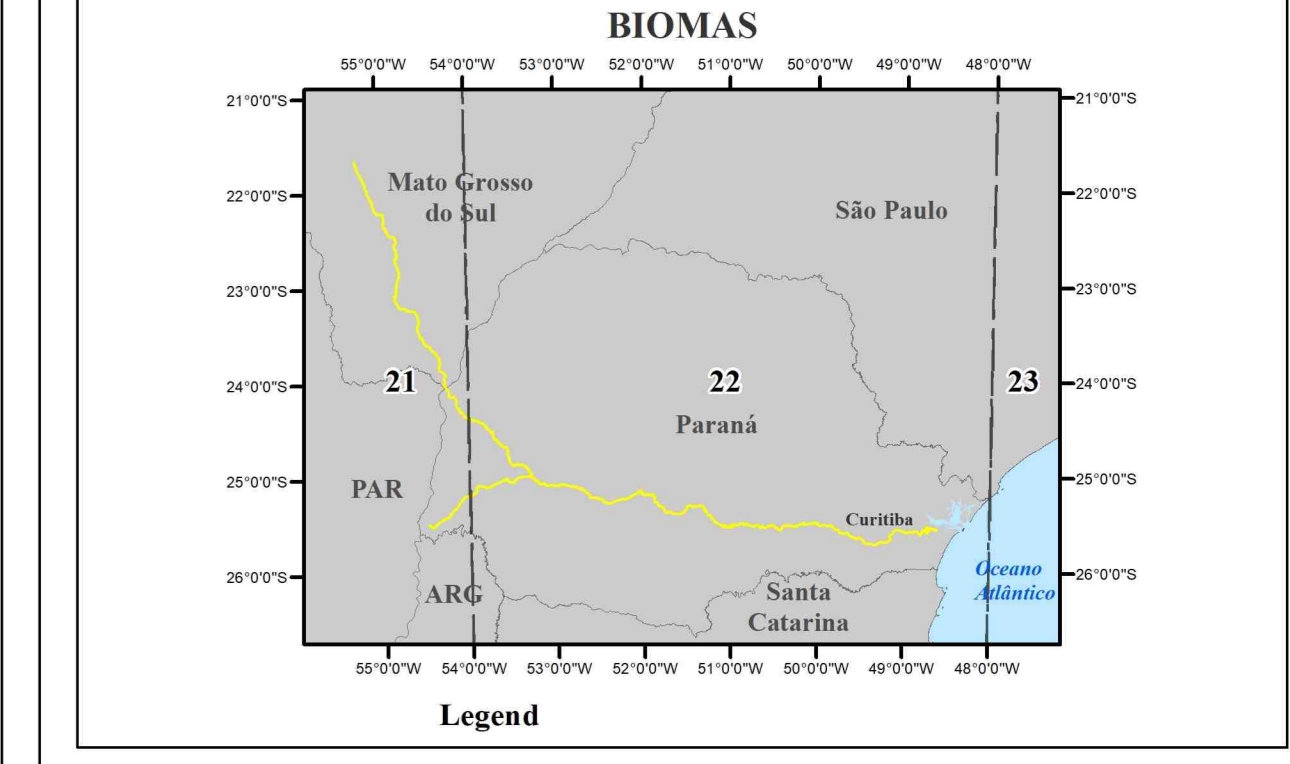 BIOMAS
55°0'0"W 54°0'0"W 53°0'0"W 52°0'0"W 51°0'0"W 50°0'0"W 49°0'0"W 48°0'0"W
21°0'0"S 21°0'0"S
Mato Grosso
do Sul
22°0'0"S 22°0'0"S
São Paulo
23°0'0"S 23°0'0"S
24°0'0"S 21 22 23 24°0'0"S
Paraná
25°0'0"S 25°0'0"S
PAR
Curitiba
26°0'0"S 26°0'0"S
Oceano
Atlântico
ARG
Santa
Catarina
55°0'0"W 54°0'0"W 53°0'0"W 52°0'0"W 51°0'0"W 50°0'0"W 49°0'0"W 48°0'0"W
Legend